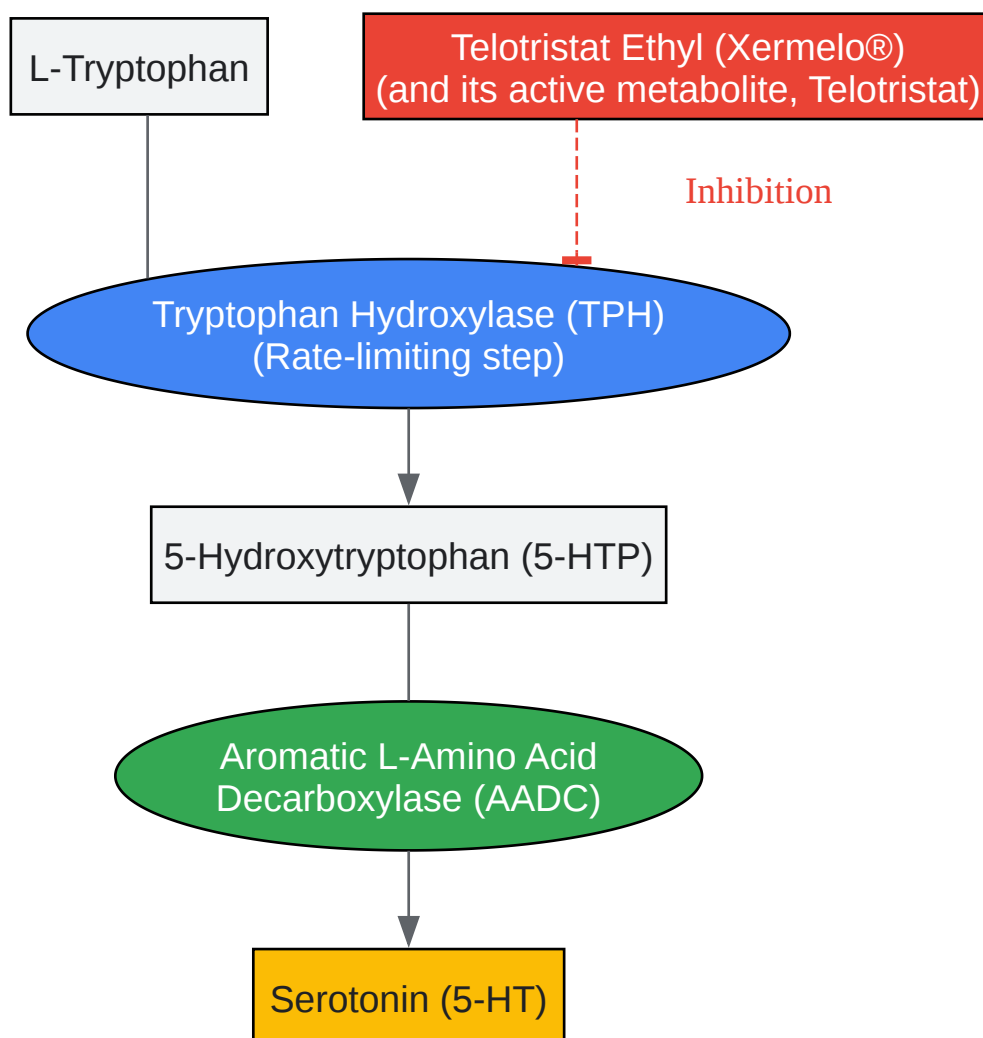 L-Tryptophan
Telotristat Ethyl (Xermelo®)
(and its active metabolite, Telotristat)
Inhibition
Tryptophan Hydroxylase (TPH)
(Rate-limiting step)
5-Hydroxytryptophan (5-HTP)
Aromatic L-Amino Acid
Decarboxylase (AADC)
Serotonin (5-HT)